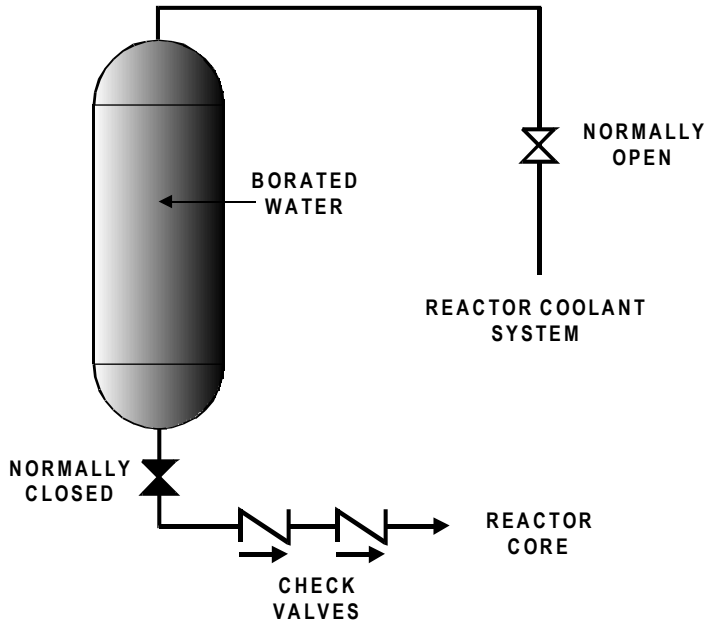 NORMALLY
OPEN
BORATED
WATER
REACTOR COOLANT
SYSTEM
NORMALLY
CLOSED
REACTOR
CORE
CHECK
VALVES